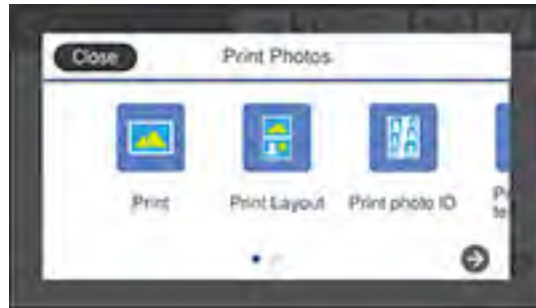 Close
Print Photos
Print
Print Layout
Print photo ID